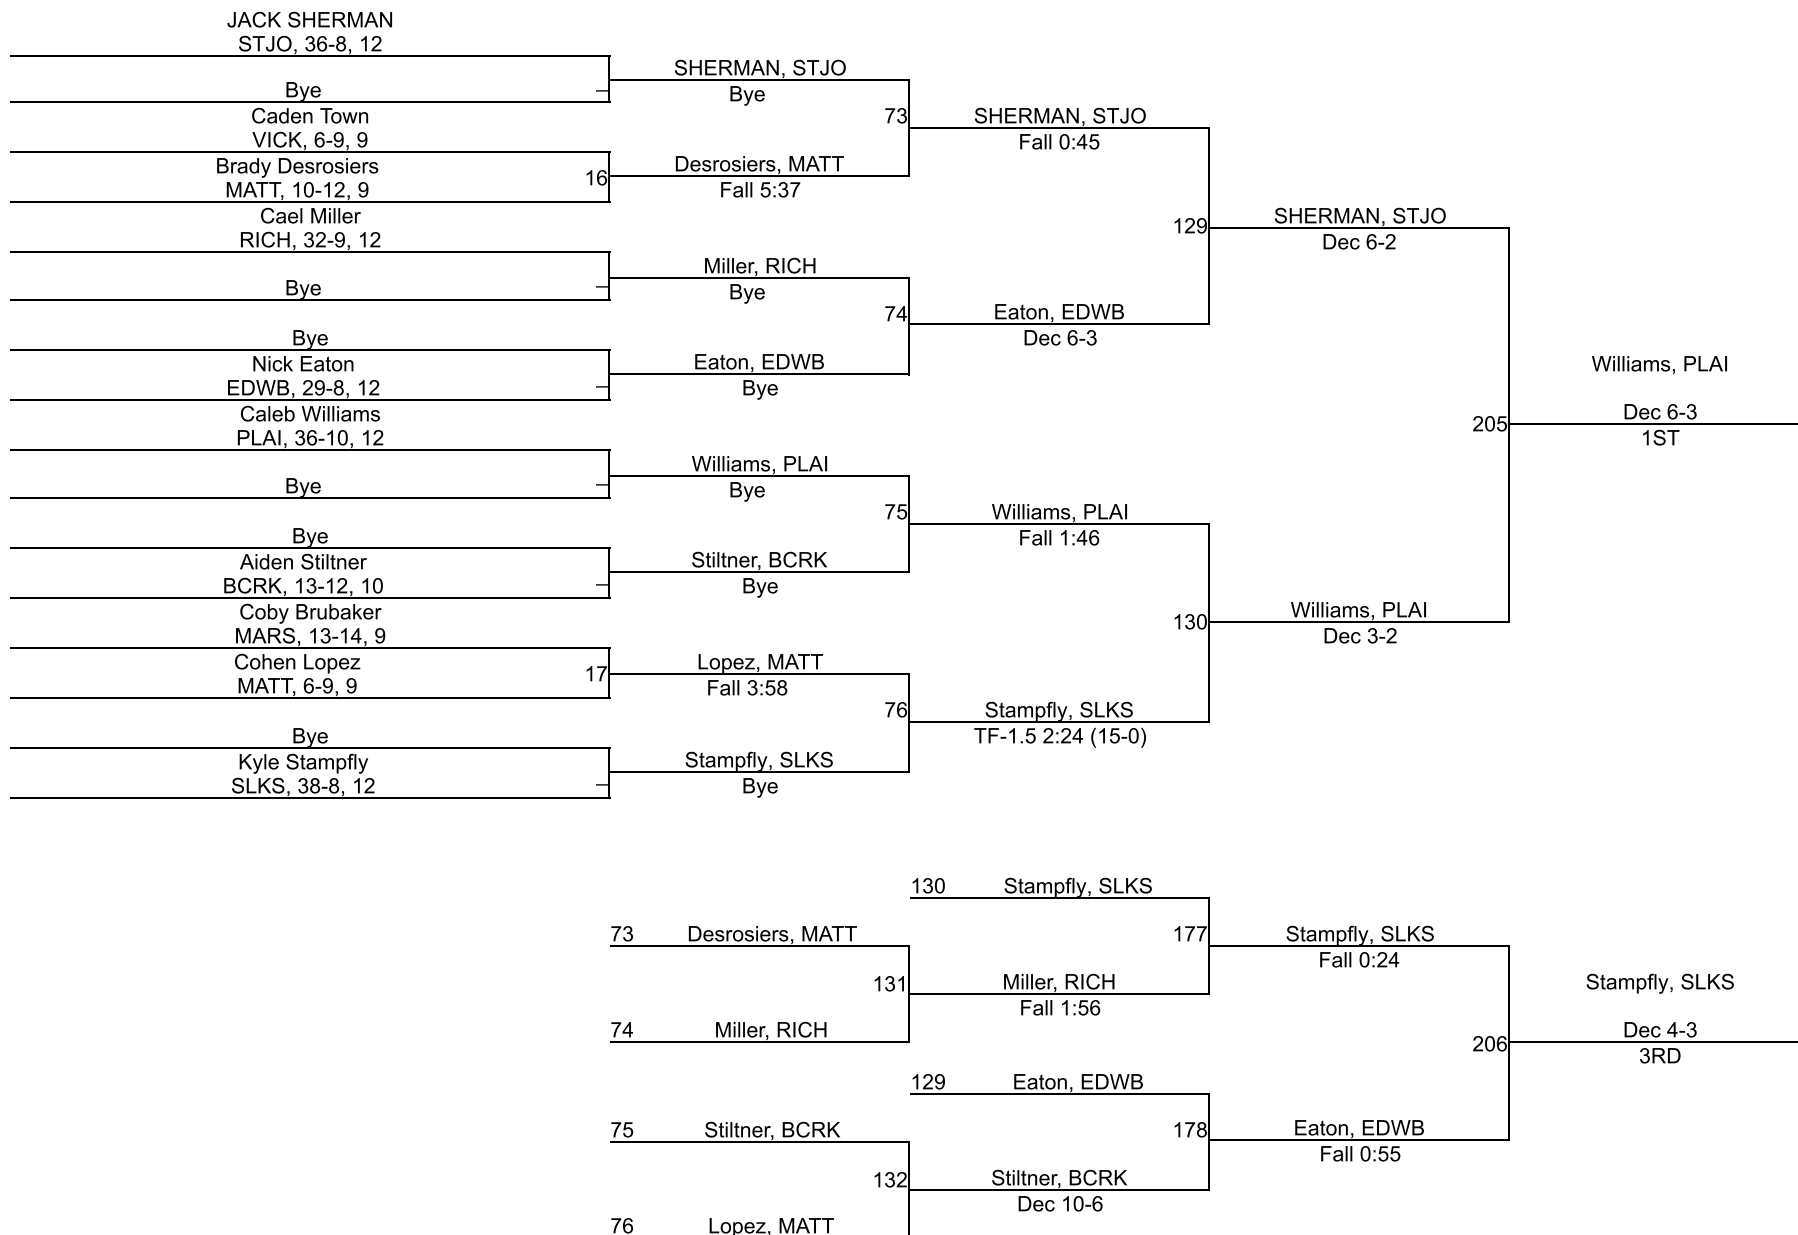 JACK SHERMAN
STJO, 36-8, 12
Bye
Caden Town
VICK, 6-9, 9
Brady Desrosiers
MATT, 10-12, 9
16
Cael Miller
RICH, 32-9, 12
Bye
Bye
Nick Eaton
EDWB, 29-8, 12
Caleb Williams
PLAI, 36-10, 12
Bye
Bye
Aiden Stiltner
BCRK, 13-12, 10
Coby Brubaker
MARS, 13-14, 9
Cohen Lopez
MATT, 6-9, 9
17
Bye
Kyle Stampfly
SLKS, 38-8, 12
SHERMAN, STJO
Bye
73
Desrosiers, MATT
Fall 5:37
Miller, RICH
Bye
74
Eaton, EDWB
Bye
Williams, PLAI
Bye
75
Stiltner, BCRK
Bye
Lopez, MATT
Fall 3:58
76
Stampfly, SLKS
Bye
SHERMAN, STJO
Fall 0:45
129
Eaton, EDWB
Dec 6-3
Williams, PLAI
Fall 1:46
130
Stampfly, SLKS
TF-1.5 2:24 (15-0)
SHERMAN, STJO
Dec 6-2
205
Williams, PLAI
Dec 3-2
Williams, PLAI
Dec 6-3
1ST
73 Desrosiers, MATT
131
74 Miller, RICH
75 Stiltner, BCRK
132
76 Lopez, MATT
130 Stampfly, SLKS
177
Miller, RICH
Fall 1:56
129 Eaton, EDWB
178
Stiltner, BCRK
Dec 10-6
Stampfly, SLKS
Fall 0:24
206
Eaton, EDWB
Fall 0:55
Stampfly, SLKS
Dec 4-3
3RD